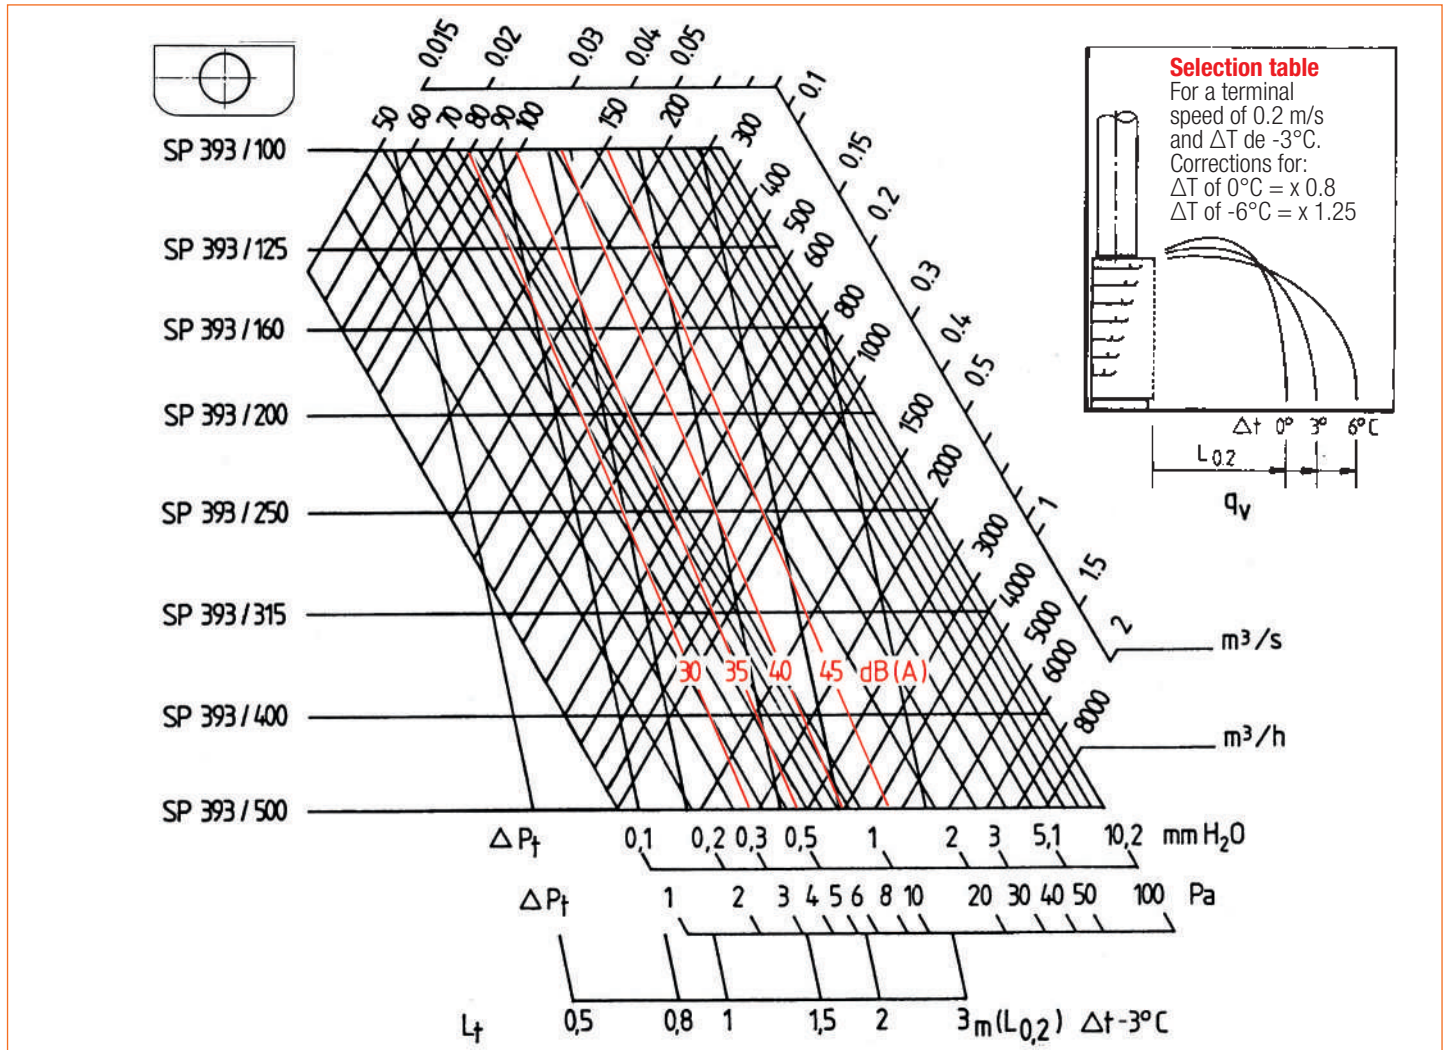 0.015 0.02 0.03 0.04 0.05 0.1 0.15 0.2 0.3 0.4 0.5 1 1.5 2 m³/s
50 60 70 80 90 100 150 200 300 400 500 600 800 1000 1500 2000 3000 4000 5000 6000 8000 m³/h
SP 393/100
SP 393/125
SP 393/160
SP 393/200
SP 393/250
SP 393/315
SP 393/400
SP 393/500
30 35 40 45 dB(A)
ΔPt 0,1 0,2 0,3 0,5 1 2 3 5,1 10,2 mm H₂O
ΔPt 1 2 3 4 5 6 8 10 20 30 40 50 100 Pa
Lt 0,5 0,8 1 1,5 2 3 m(L0,2) Δt-3°C
Selection table
For a terminal
speed of 0.2 m/s
and ΔT de -3°C.
Corrections for:
ΔT of 0°C = x 0.8
ΔT of -6°C = x 1.25
Δt 0° 3° 6°C
L 0.2
qv